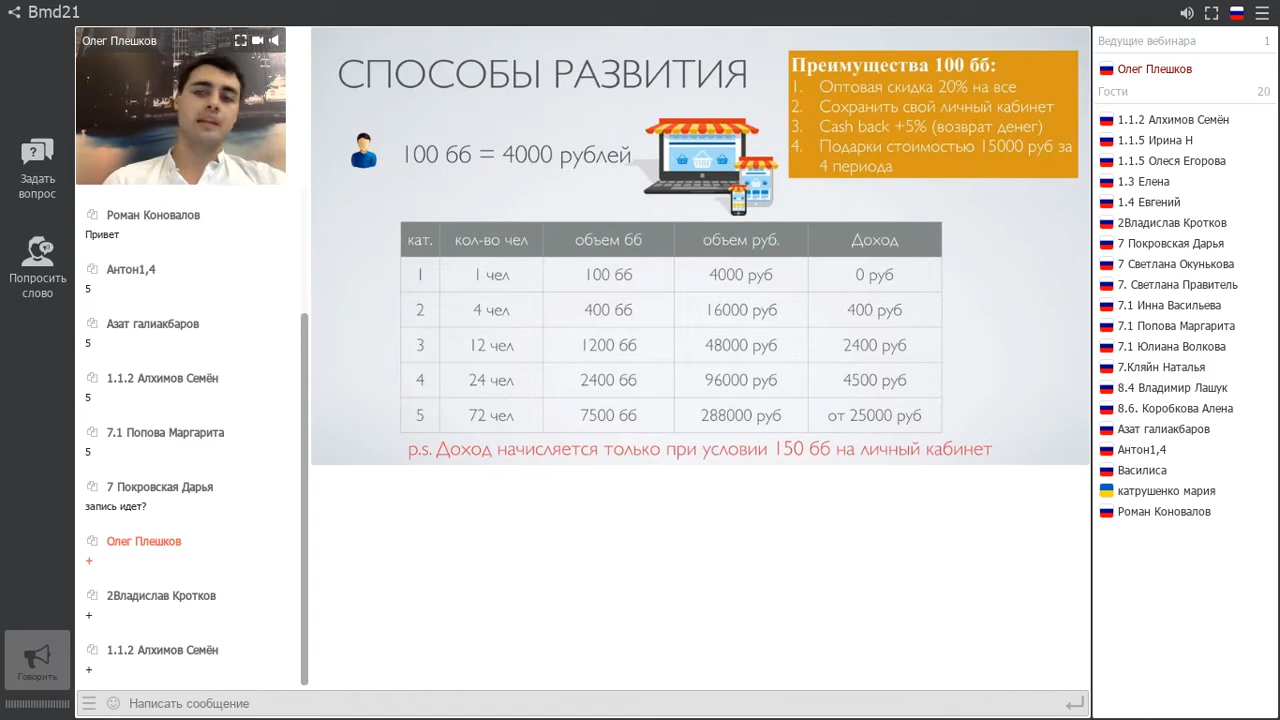 Bmd21
Задать
вопрос
Попросить
слово
Говорить
Олег Плешков
Роман Коновалов
Привет
Антон1,4
5
Азат галиакбаров
5
1.1.2 Алхимов Семён
5
7.1 Попова Маргарита
5
7 Покровская Дарья
запись идет?
Олег Плешков
+
2Владислав Кротков
+
1.1.2 Алхимов Семён
+
Написать сообщение
СПОСОБЫ РАЗВИТИЯ
100 бб = 4000 рублей
Преимущества 100 бб:
1. Оптовая скидка 20% на все
2. Сохранить свой личный кабинет
3. Cash back +5% (возврат денег)
4. Подарки стоимостью 15000 руб за
4 периода
кат. кол-во чел объем бб объем руб. Доход
1 1 чел 100 бб 4000 руб 0 руб
2 4 чел 400 бб 16000 руб 400 руб
3 12 чел 1200 бб 48000 руб 2400 руб
4 24 чел 2400 бб 96000 руб 4500 руб
5 72 чел 7500 бб 288000 руб от 25000 руб
p.s. Доход начисляется только при условии 150 бб на личный кабинет
Ведущие вебинара 1
Олег Плешков
Гости 20
1.1.2 Алхимов Семён
1.1.5 Ирина Н
1.1.5 Олеся Егорова
1.3 Елена
1.4 Евгений
2Владислав Кротков
7 Покровская Дарья
7 Светлана Окунькова
7. Светлана Правитель
7.1 Инна Васильева
7.1 Попова Маргарита
7.1 Юлиана Волкова
7.Кляйн Наталья
8.4 Владимир Лашук
8.6. Коробкова Алена
Азат галиакбаров
Антон1,4
Василиса
катрушенко мария
Роман Коновалов